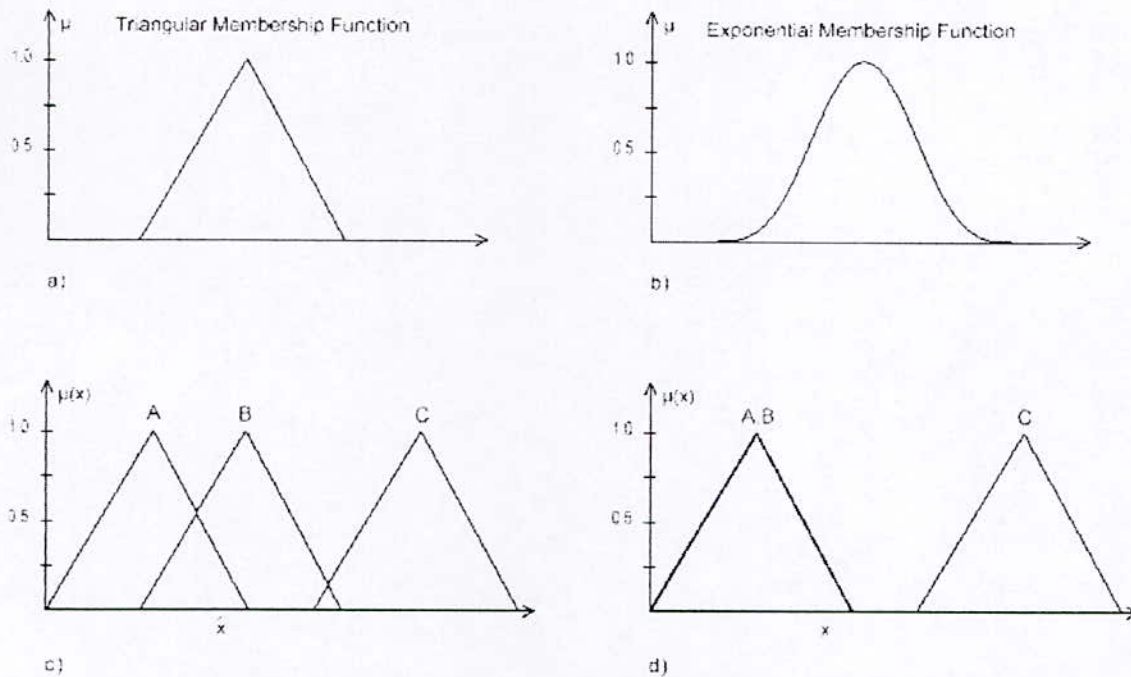 μ Triangular Membership Function
1.0
0.5
a)
μ Exponential Membership Function
1.0
0.5
b)
μ(x)
A B C
1.0
0.5
x
c)
μ(x)
A,B C
1.0
0.5
x
d)